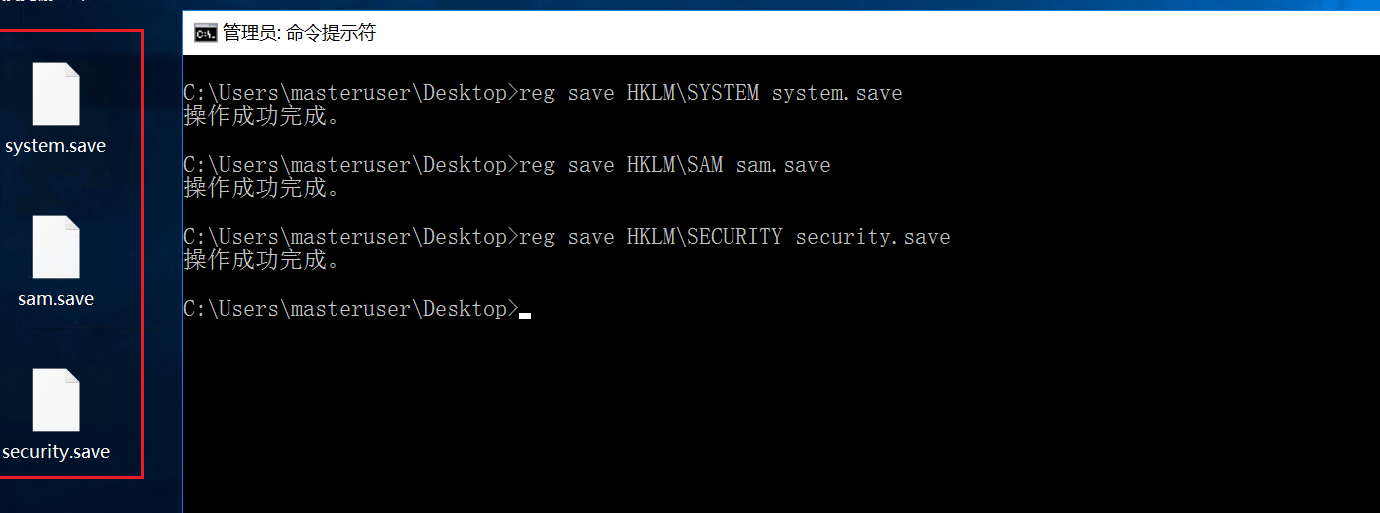 system.save
sam.save
security.save
管理员: 命令提示符
C:\Users\masteruser\Desktop>reg save HKLM\SYSTEM system.save
操作成功完成。
C:\Users\masteruser\Desktop>reg save HKLM\SAM sam.save
操作成功完成。
C:\Users\masteruser\Desktop>reg save HKLM\SECURITY security.save
操作成功完成。
C:\Users\masteruser\Desktop>